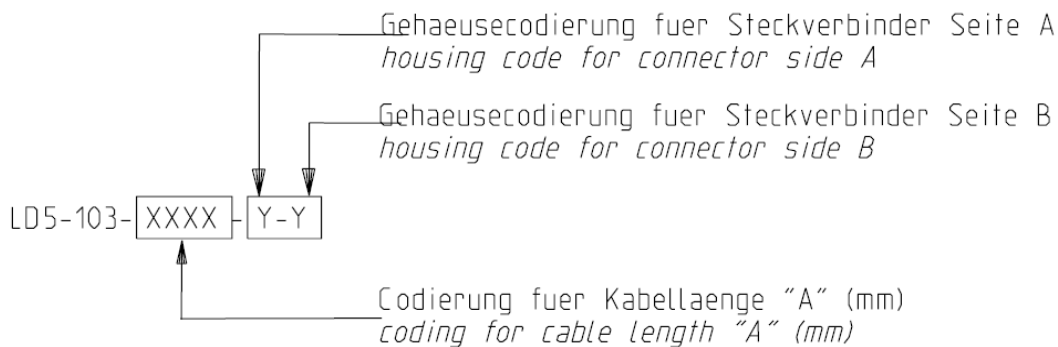 Gehaeusecodierung fuer Steckverbinder Seite A
housing code for connector side A
Gehaeusecodierung fuer Steckverbinder Seite B
housing code for connector side B
LD5-103-XXXX-Y-Y
Codierung fuer Kabellaenge "A" (mm)
coding for cable length "A" (mm)